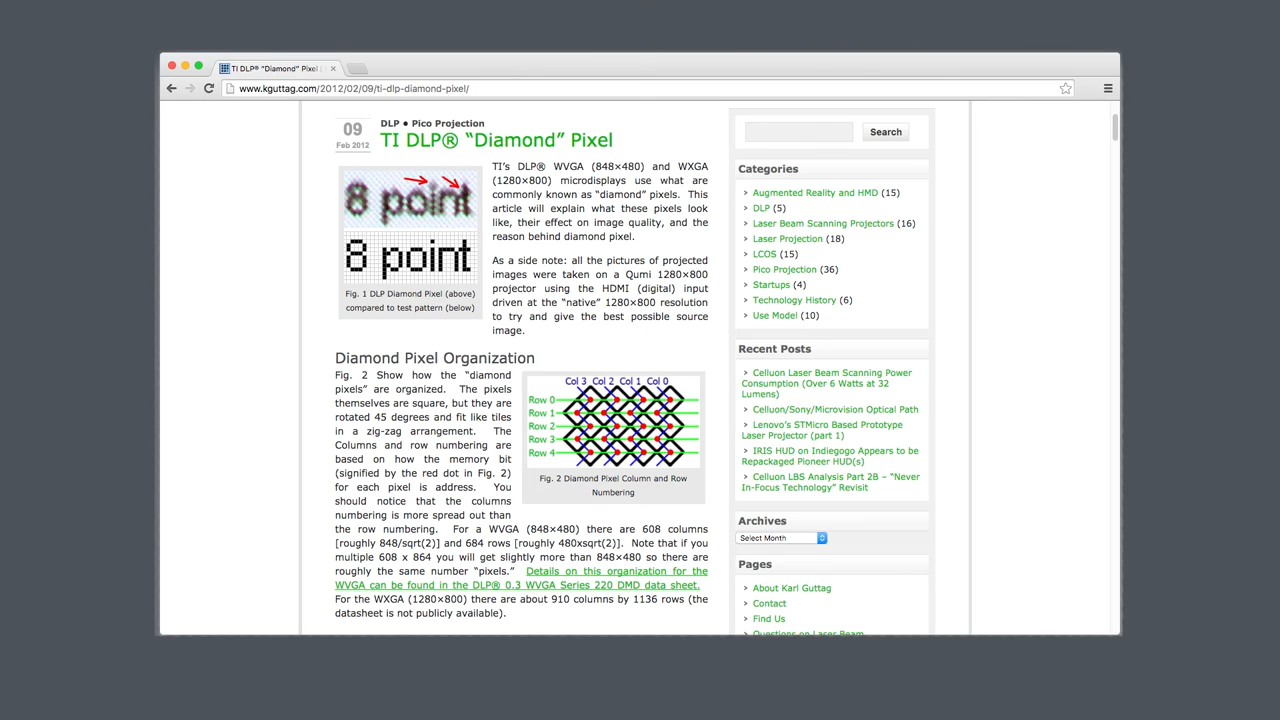 TI DLP® “Diamond” Pixel
www.kguttag.com/2012/02/09/ti-dlp-diamond-pixel/
09
Feb 2012
DLP ● Pico Projection
TI DLP® “Diamond” Pixel
8 point
8 point
Fig. 1 DLP Diamond Pixel (above)
compared to test pattern (below)
TI’s DLP® WVGA (848×480) and WXGA
(1280×800) microdisplays use what are
commonly known as “diamond” pixels. This
article will explain what these pixels look
like, their effect on image quality, and the
reason behind diamond pixel.
As a side note: all the pictures of projected
images were taken on a Qumi 1280×800
projector using the HDMI (digital) input
driven at the “native” 1280×800 resolution
to try and give the best possible source
image.
Diamond Pixel Organization
Fig. 2 Show how the “diamond
pixels” are organized. The pixels
themselves are square, but they are
rotated 45 degrees and fit like tiles
in a zig-zag arrangement. The
Columns and row numbering are
based on how the memory bit
(signified by the red dot in Fig. 2)
for each pixel is address. You
should notice that the columns
numbering is more spread out than
the row numbering. For a WVGA (848×480) there are 608 columns
[roughly 848/sqrt(2)] and 684 rows [roughly 480xsqrt(2)]. Note that if you
multiple 608 x 864 you will get slightly more than 848×480 so there are
roughly the same number “pixels.” Details on this organization for the
WVGA can be found in the DLP® 0.3 WVGA Series 220 DMD data sheet.
For the WXGA (1280×800) there are about 910 columns by 1136 rows (the
datasheet is not publicly available).
Col 3 Col 2 Col 1 Col 0
Row 0
Row 1
Row 2
Row 3
Row 4
Fig. 2 Diamond Pixel Column and Row
Numbering
Search
Categories
Augmented Reality and HMD (15)
DLP (5)
Laser Beam Scanning Projectors (16)
Laser Projection (18)
LCOS (15)
Pico Projection (36)
Startups (4)
Technology History (6)
Use Model (10)
Recent Posts
Celluon Laser Beam Scanning Power
Consumption (Over 6 Watts at 32
Lumens)
Celluon/Sony/Microvision Optical Path
Lenovo’s STMicro Based Prototype
Laser Projector (part 1)
IRIS HUD on Indiegogo Appears to be
Repackaged Pioneer HUD(s)
Celluon LBS Analysis Part 2B – “Never
In-Focus Technology” Revisit
Archives
Select Month
Pages
About Karl Guttag
Contact
Find Us
Questions on Laser Beam